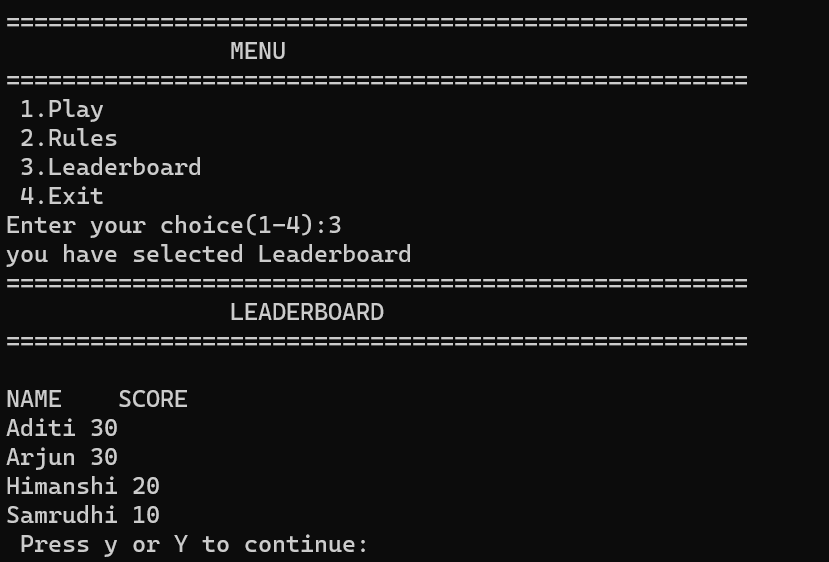 =====================================================
                MENU
=====================================================
 1.Play
 2.Rules
 3.Leaderboard
 4.Exit
Enter your choice(1-4):3
you have selected Leaderboard
=====================================================
                LEADERBOARD
=====================================================

NAME    SCORE
Aditi 30
Arjun 30
Himanshi 20
Samrudhi 10
 Press y or Y to continue: